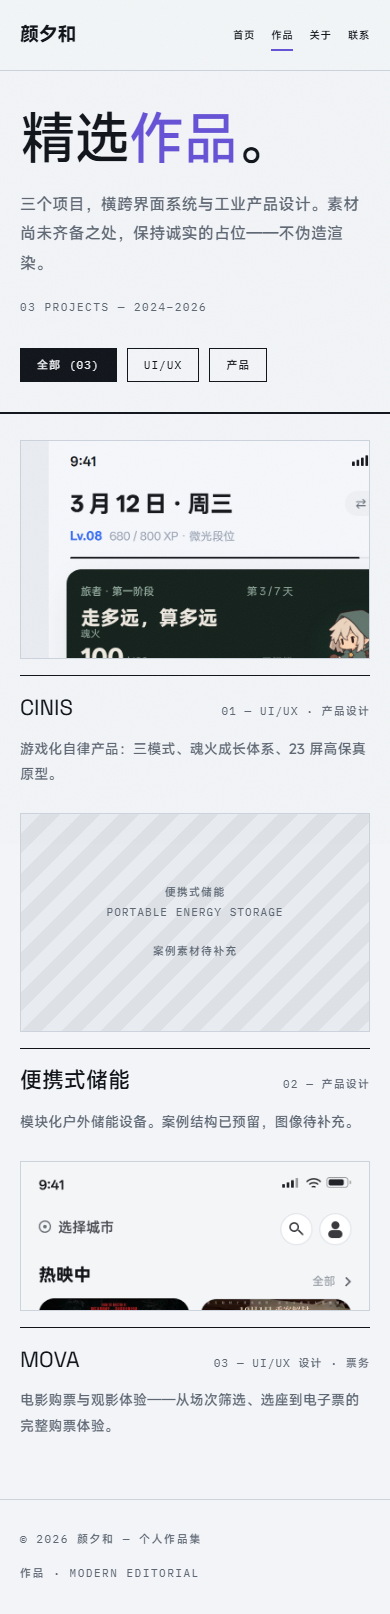 颜夕和
首页 作品 关于 联系
精选作品。
三个项目，横跨界面系统与工业产品设计。素材
尚未齐备之处，保持诚实的占位——不伪造渲
染。
03 PROJECTS — 2024–2026
全部 (03) UI/UX 产品
9:41
3 月 12 日 · 周三
Lv.08 680 / 800 XP · 微光段位
旅者 · 第一阶段 第 3 / 7 天
走多远，算多远
魂火
CINIS 01 — UI/UX · 产品设计
游戏化自律产品：三模式、魂火成长体系、23 屏高保真
原型。
便携式储能
PORTABLE ENERGY STORAGE
案例素材待补充
便携式储能 02 — 产品设计
模块化户外储能设备。案例结构已预留，图像待补充。
9:41
选择城市
热映中 全部
MOVA 03 — UI/UX 设计 · 票务
电影购票与观影体验——从场次筛选、选座到电子票的
完整购票体验。
© 2026 颜夕和 — 个人作品集
作品 · MODERN EDITORIAL